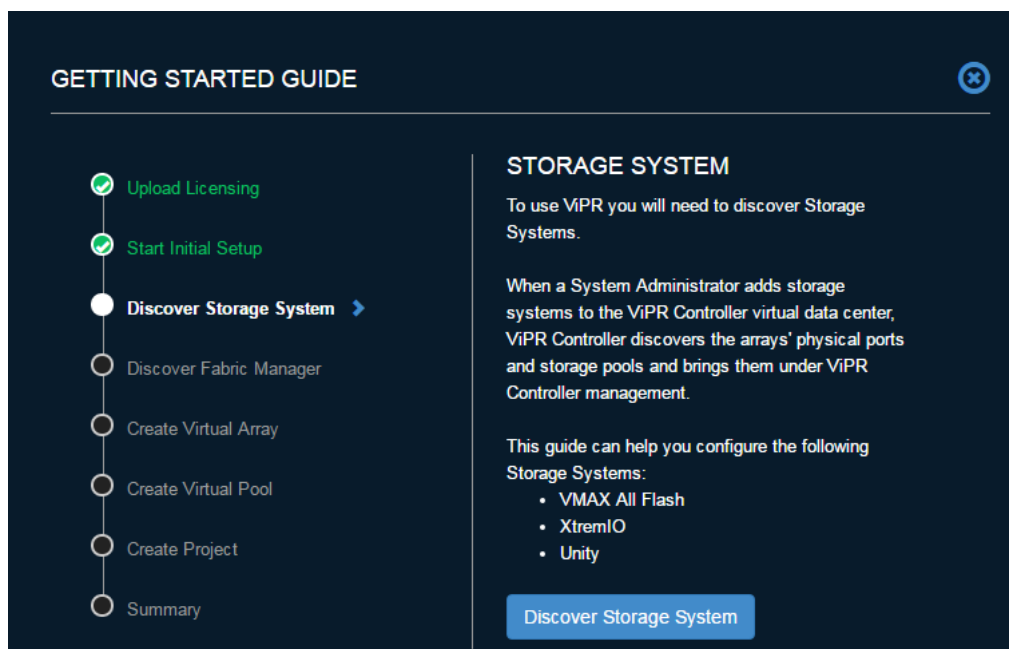 GETTING STARTED GUIDE
Upload Licensing
Start Initial Setup
Discover Storage System
Discover Fabric Manager
Create Virtual Array
Create Virtual Pool
Create Project
Summary
STORAGE SYSTEM
To use ViPR you will need to discover Storage
Systems.
When a System Administrator adds storage
systems to the ViPR Controller virtual data center,
ViPR Controller discovers the arrays' physical ports
and storage pools and brings them under ViPR
Controller management.
This guide can help you configure the following
Storage Systems:
• VMAX All Flash
• XtremIO
• Unity
Discover Storage System